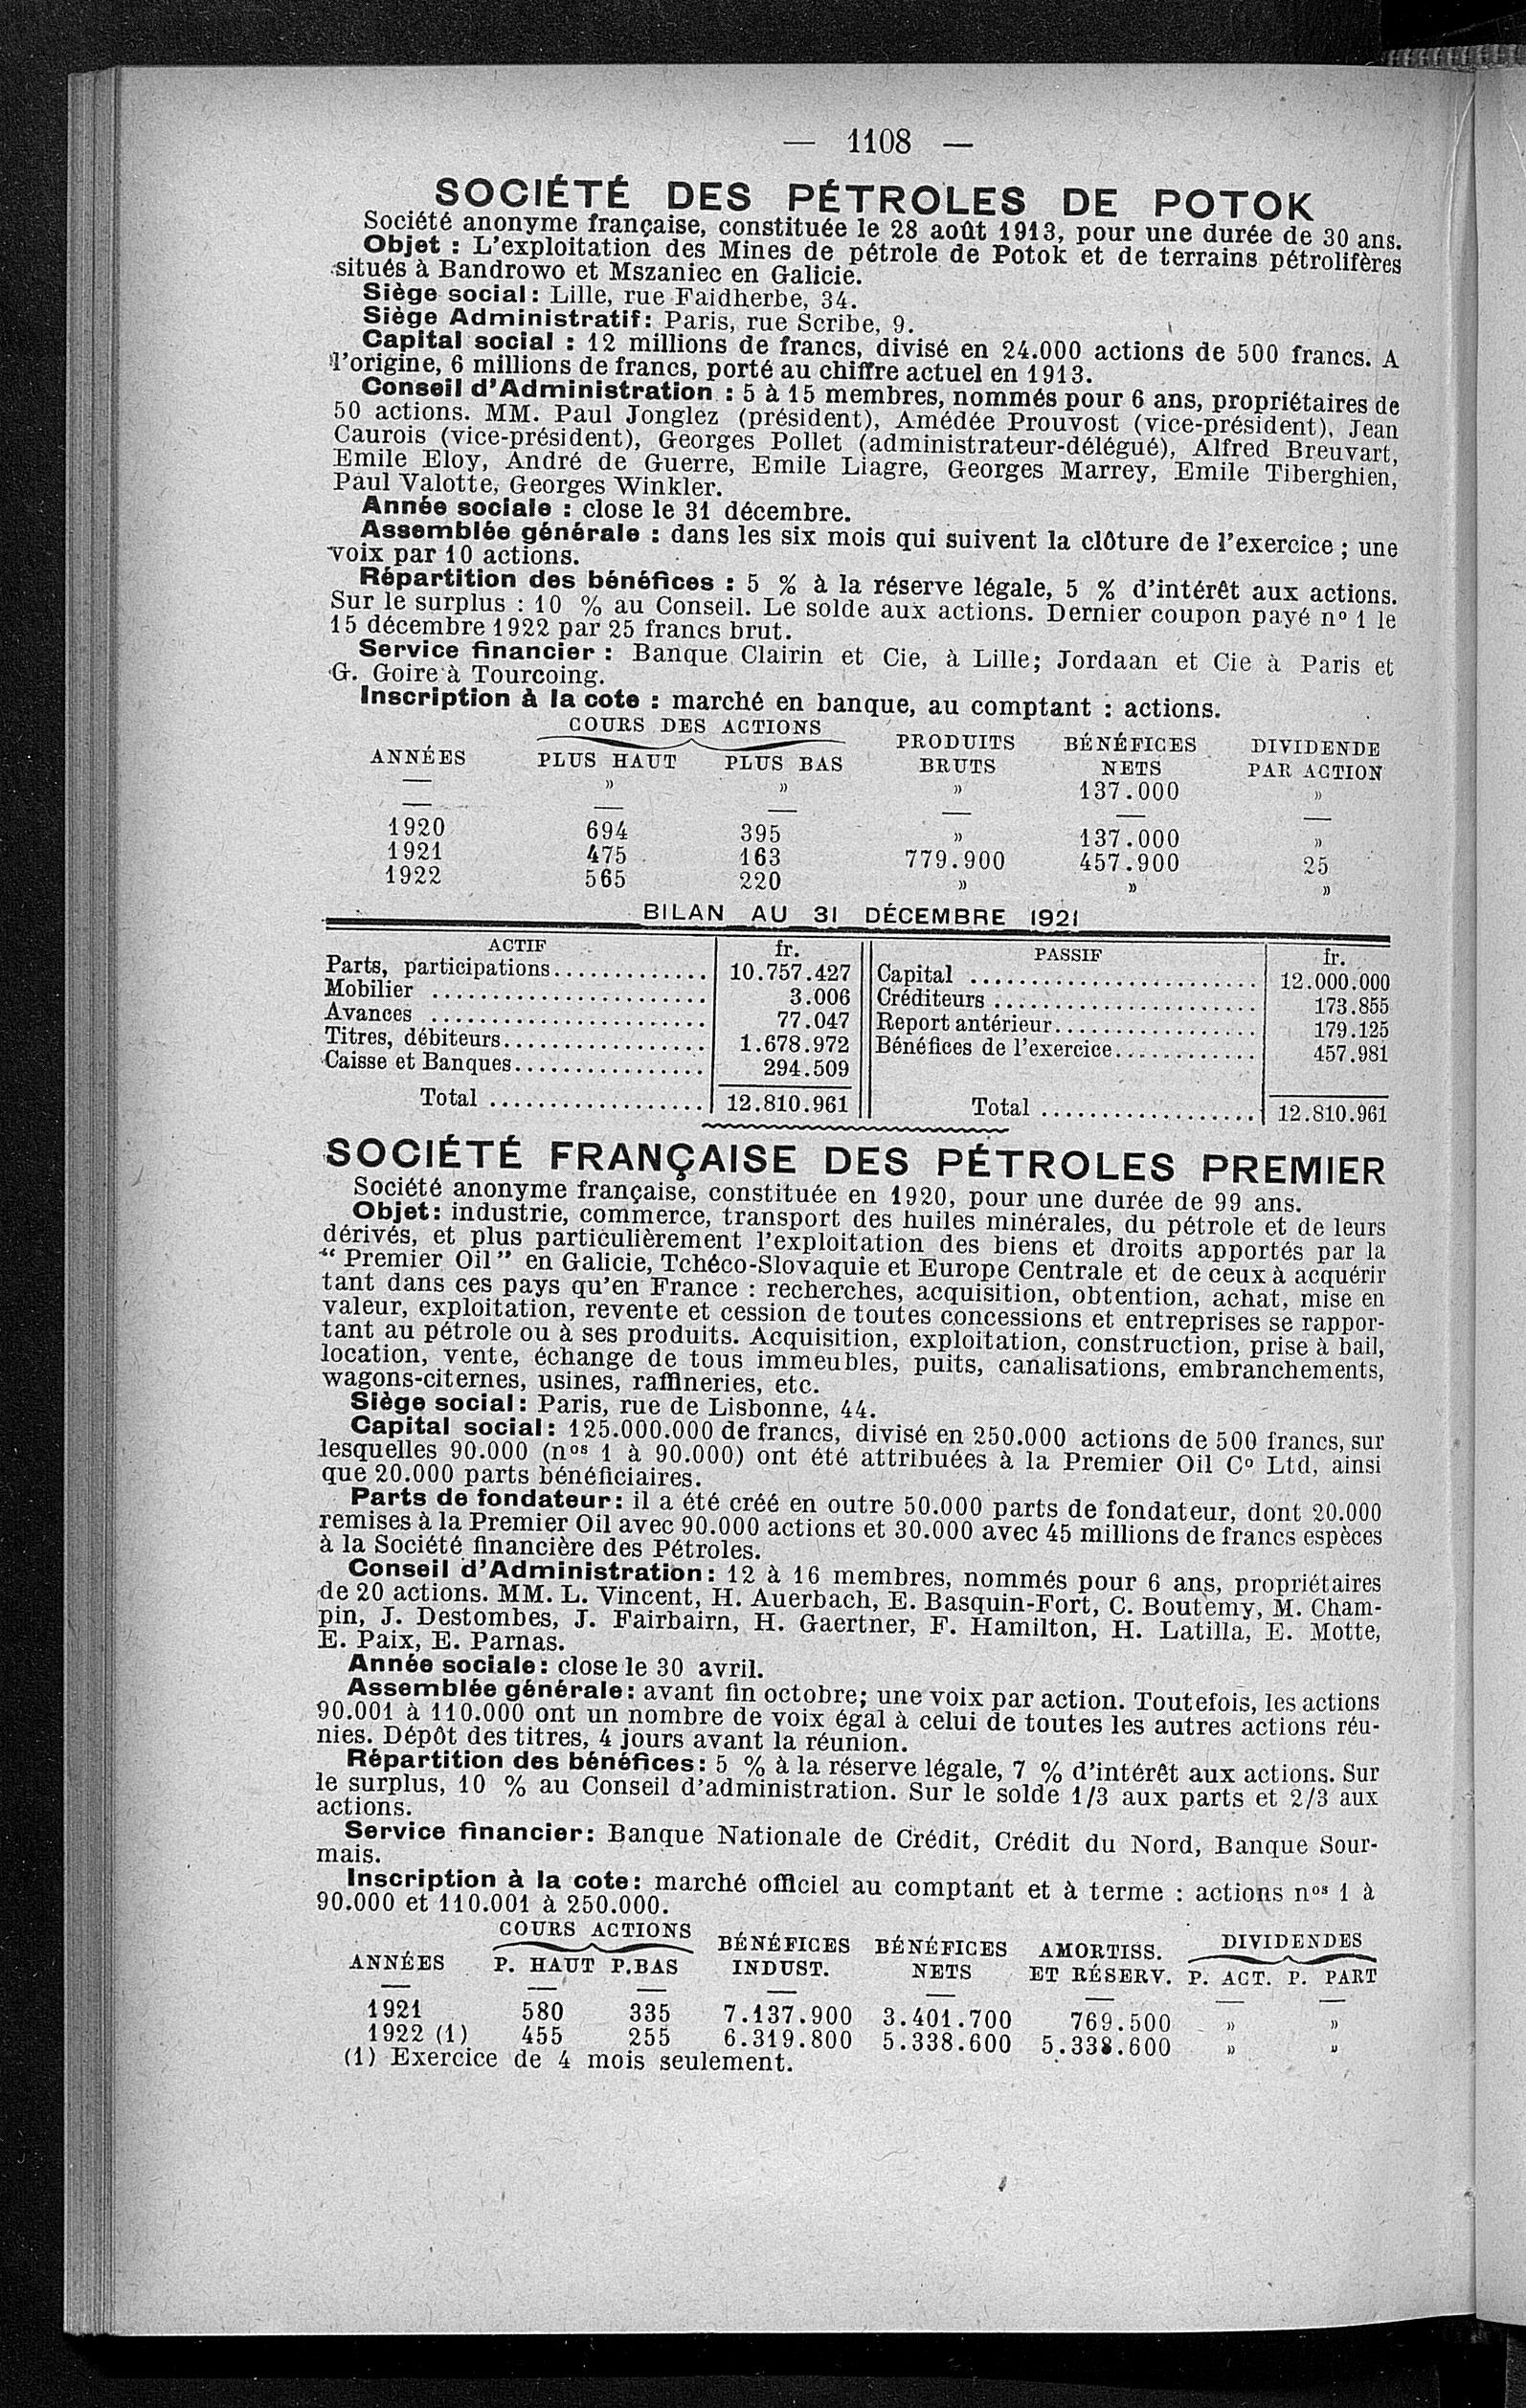 — 1108 —
SOCIÉTÉ DES PÉTROLES DE POTOK
Société anonyme française, constituée le 28 août 1913, pour une durée de 30 ans.
Objet : L'exploitation des Mines de pétrole de Potok et de terrains pétrolifères
situés à Bandrowo et Mszaniec en Galicie.
Siège social : Lille, rue Faidherbe, 34.
Siège Administratif : Paris, rue Scribe, 9.
Capital social : 12 millions de francs, divisé en 24.000 actions de 500 francs. A
l'origine, 6 millions de francs, porté au chiffre actuel en 1913.
Conseil d'Administration : 5 à 15 membres, nommés pour 6 ans, propriétaires de
50 actions. MM. Paul Jonglez (président), Amédée Prouvost (vice-président), Jean
Caurois (vice-président), Georges Pollet (administrateur-délégué), Alfred Breuvart,
Emile Eloy, André de Guerre, Emile Liagre, Georges Marrey, Emile Tiberghien,
Paul Valotte, Georges Winkler.
Année sociale : close le 31 décembre.
Assemblée générale : dans les six mois qui suivent la clôture de l'exercice ; une
voix par 10 actions.
Répartition des bénéfices : 5 % à la réserve légale, 5 % d'intérêt aux actions.
Sur le surplus : 10 % au Conseil. Le solde aux actions. Dernier coupon payé nº 1 le
15 décembre 1922 par 25 francs brut.
Service financier : Banque Clairin et Cie, à Lille; Jordaan et Cie à Paris et
G. Goire à Tourcoing.
Inscription à la cote : marché en banque, au comptant : actions.
COURS DES ACTIONS PRODUITS BÉNÉFICES DIVIDENDE
ANNÉES PLUS HAUT PLUS BAS BRUTS NETS PAR ACTION
— » » » 137.000 »
— — — — — —
1920 694 395 » 137.000 »
1921 475 163 779.900 457.900 25
1922 565 220 » » »
BILAN AU 31 DÉCEMBRE 1921
ACTIF fr. PASSIF fr.
Parts, participations............. 10.757.427 Capital ........................ 12.000.000
Mobilier ....................... 3.006 Créditeurs ...................... 173.855
Avances ....................... 77.047 Report antérieur................. 179.125
Titres, débiteurs................. 1.678.972 Bénéfices de l'exercice............ 457.981
Caisse et Banques................ 294.509
Total .................. 12.810.961 Total .................. 12.810.961
SOCIÉTÉ FRANÇAISE DES PÉTROLES PREMIER
Société anonyme française, constituée en 1920, pour une durée de 99 ans.
Objet : industrie, commerce, transport des huiles minérales, du pétrole et de leurs
dérivés, et plus particulièrement l'exploitation des biens et droits apportés par la
“ Premier Oil ” en Galicie, Tchéco-Slovaquie et Europe Centrale et de ceux à acquérir
tant dans ces pays qu'en France : recherches, acquisition, obtention, achat, mise en
valeur, exploitation, revente et cession de toutes concessions et entreprises se rappor-
tant au pétrole ou à ses produits. Acquisition, exploitation, construction, prise à bail,
location, vente, échange de tous immeubles, puits, canalisations, embranchements,
wagons-citernes, usines, raffineries, etc.
Siège social : Paris, rue de Lisbonne, 44.
Capital social : 125.000.000 de francs, divisé en 250.000 actions de 500 francs, sur
lesquelles 90.000 (nos 1 à 90.000) ont été attribuées à la Premier Oil Cº Ltd, ainsi
que 20.000 parts bénéficiaires.
Parts de fondateur : il a été créé en outre 50.000 parts de fondateur, dont 20.000
remises à la Premier Oil avec 90.000 actions et 30.000 avec 45 millions de francs espèces
à la Société financière des Pétroles.
Conseil d'Administration : 12 à 16 membres, nommés pour 6 ans, propriétaires
de 20 actions. MM. L. Vincent, H. Auerbach, E. Basquin-Fort, C. Boutemy, M. Cham-
pin, J. Destombes, J. Fairbairn, H. Gaertner, F. Hamilton, H. Latilla, E. Motte,
E. Paix, E. Parnas.
Année sociale : close le 30 avril.
Assemblée générale : avant fin octobre; une voix par action. Toutefois, les actions
90.001 à 110.000 ont un nombre de voix égal à celui de toutes les autres actions réu-
nies. Dépôt des titres, 4 jours avant la réunion.
Répartition des bénéfices : 5 % à la réserve légale, 7 % d'intérêt aux actions. Sur
le surplus, 10 % au Conseil d'administration. Sur le solde 1/3 aux parts et 2/3 aux
actions.
Service financier : Banque Nationale de Crédit, Crédit du Nord, Banque Sour-
mais.
Inscription à la cote : marché officiel au comptant et à terme : actions nos 1 à
90.000 et 110.001 à 250.000.
COURS ACTIONS BÉNÉFICES BÉNÉFICES AMORTISS. DIVIDENDES
ANNÉES P. HAUT P.BAS INDUST. NETS ET RÉSERV. P. ACT. P. PART
— — — — — — — —
1921 580 335 7.137.900 3.401.700 769.500 » »
1922 (1) 455 255 6.319.800 5.338.600 5.338.600 » »
(1) Exercice de 4 mois seulement.